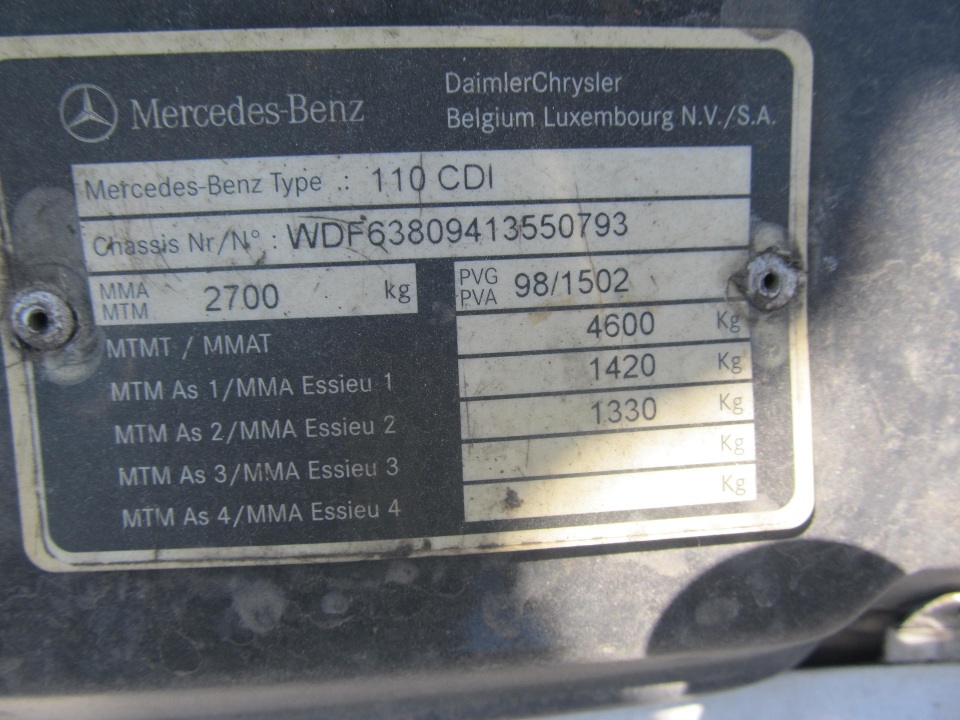 Mercedes-Benz
DaimlerChrysler
Belgium Luxembourg N.V./S.A.
Mercedes-Benz Type .: 110 CDI
Chassis Nr/N° : WDF63809413550793
MMA
MTM 2700 kg
PVG
PVA 98/1502
MTMT / MMAT 4600 Kg
MTM As 1/MMA Essieu 1 1420 Kg
MTM As 2/MMA Essieu 2 1330 Kg
MTM As 3/MMA Essieu 3 Kg
MTM As 4/MMA Essieu 4 Kg